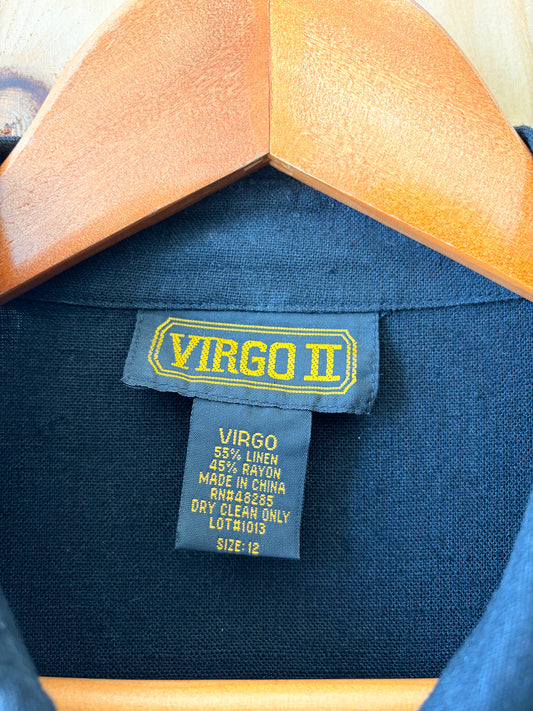 VIRGO II
VIRGO
55% LINEN
45% RAYON
MADE IN CHINA
RN#48285
DRY CLEAN ONLY
LOT#1013
SIZE: 12